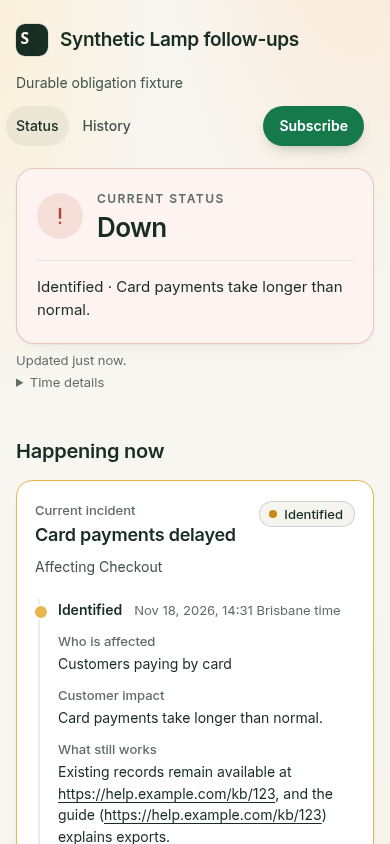 S
Synthetic Lamp follow-ups
Durable obligation fixture
Status
History
Subscribe
!
CURRENT STATUS
Down
Identified · Card payments take longer than
normal.
Updated just now.
Time details
Happening now
Current incident
Identified
Card payments delayed
Affecting Checkout
Identified Nov 18, 2026, 14:31 Brisbane time
Who is affected
Customers paying by card
Customer impact
Card payments take longer than normal.
What still works
Existing records remain available at
https://help.example.com/kb/123, and the
guide (https://help.example.com/kb/123)
explains exports.